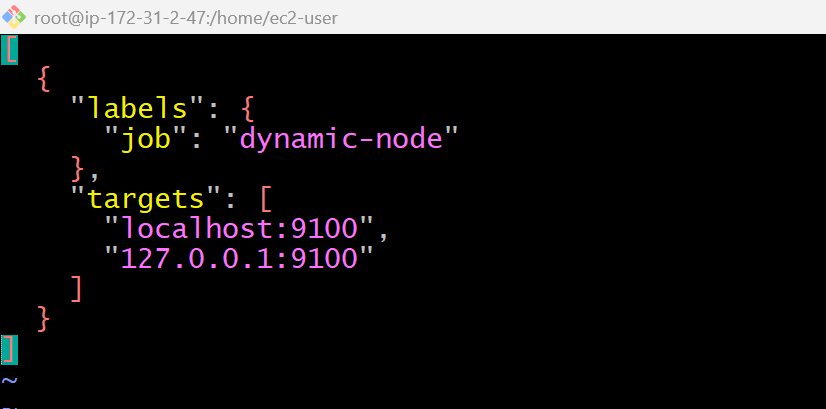 root@ip-172-31-2-47:/home/ec2-user
[
  {
    "labels": {
      "job": "dynamic-node"
    },
    "targets": [
      "localhost:9100",
      "127.0.0.1:9100"
    ]
  }
]
~